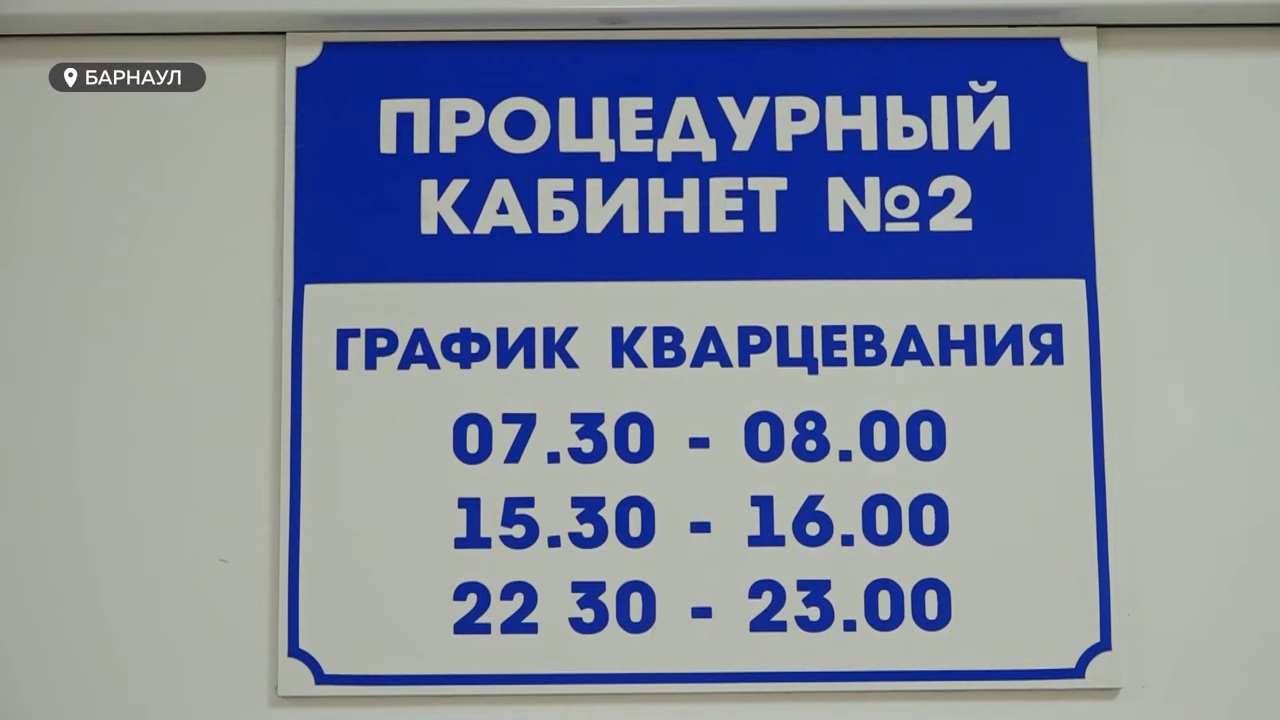 БАРНАУЛ
ПРОЦЕДУРНЫЙ
КАБИНЕТ №2
ГРАФИК КВАРЦЕВАНИЯ
07.30 - 08.00
15.30 - 16.00
22 30 - 23.00